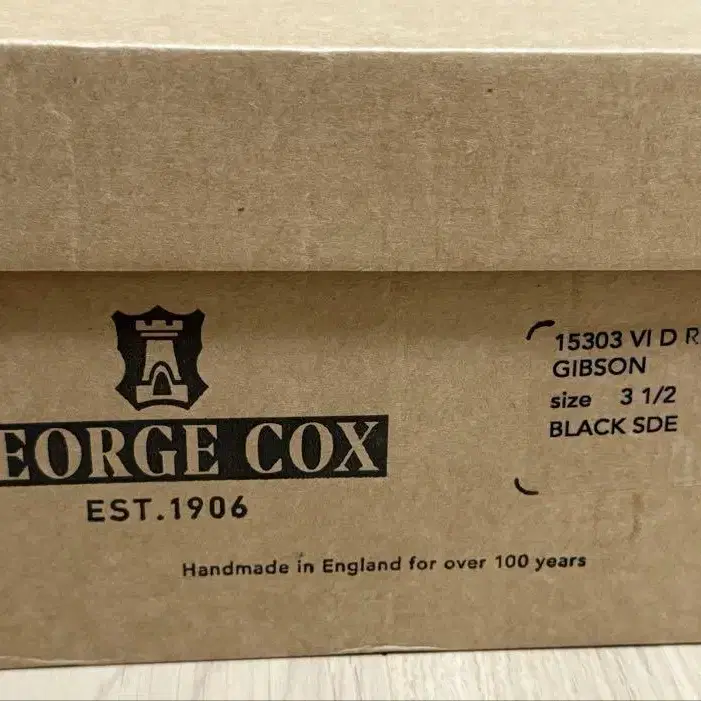 EORGE COX
EST.1906
Handmade in England for over 100 years
15303 VI D R
GIBSON
size 3 1/2
BLACK SDE